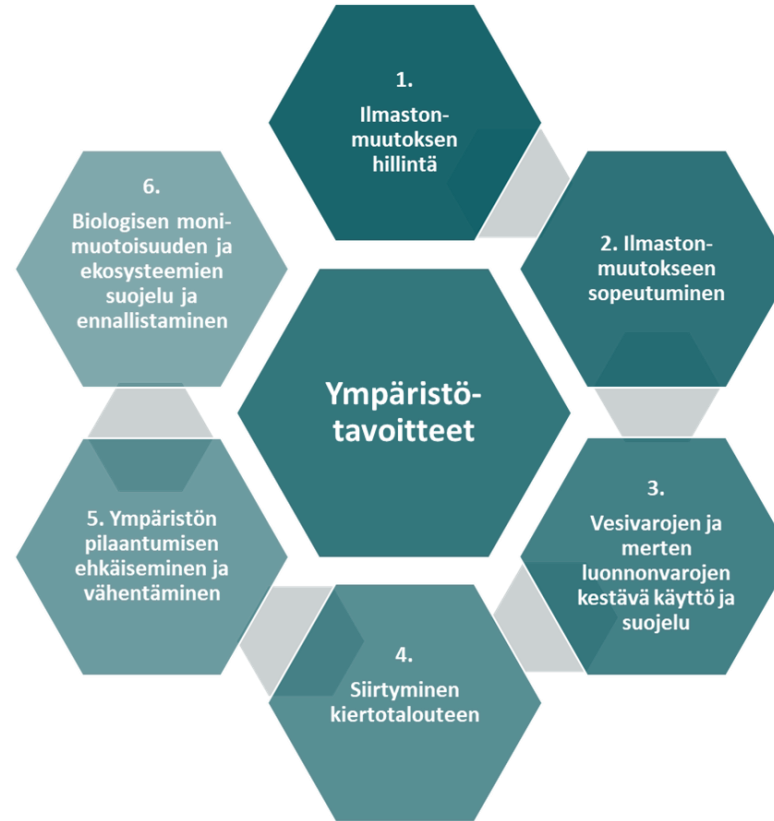 1.
Ilmaston-
muutoksen
hillintä
2. Ilmaston-
muutokseen
sopeutuminen
3.
Vesivarojen ja
merten
luonnonvarojen
kestävä käyttö ja
suojelu
4.
Siirtyminen
kiertotalouteen
5. Ympäristön
pilaantumisen
ehkäiseminen ja
vähentäminen
6.
Biologisen moni-
muotoisuuden ja
ekosysteemien
suojelu ja
ennallistaminen
Ympäristö-
tavoitteet